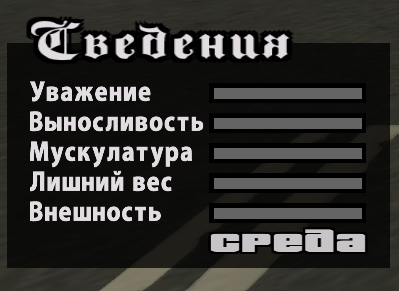 Сведения
Уважение
Выносливость
Мускулатура
Лишний вес
Внешность
среда